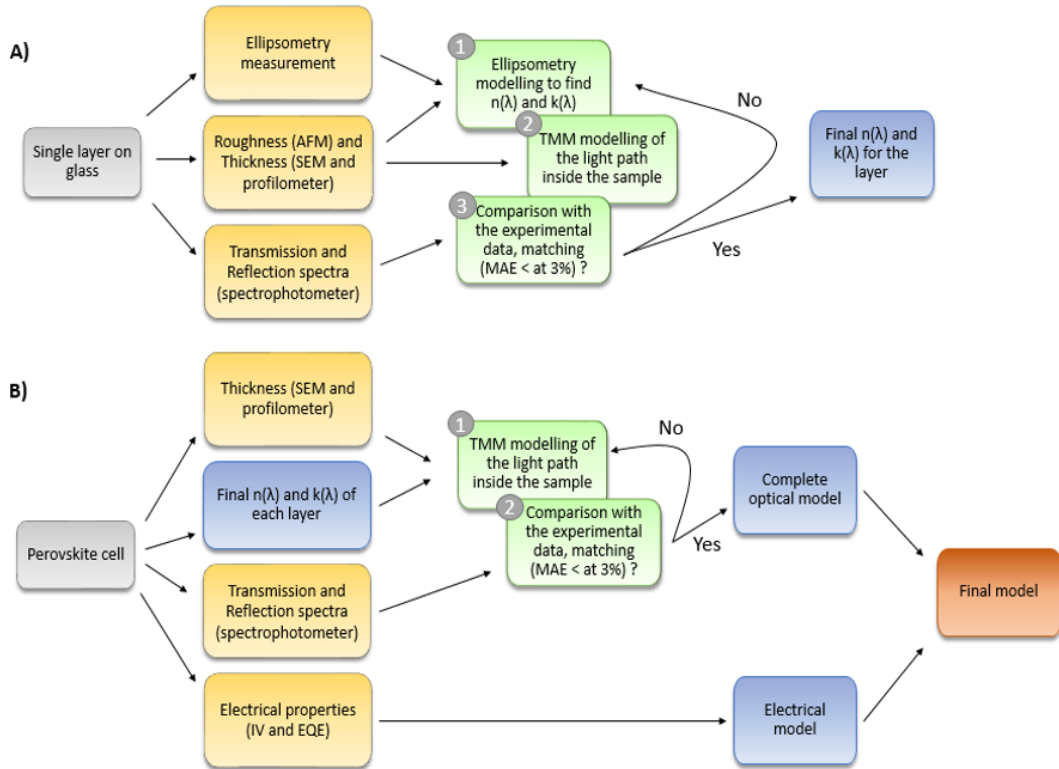 A)
Single layer on
glass
Ellipsometry
measurement
Roughness (AFM) and
Thickness (SEM and
profilometer)
Transmission and
Reflection spectra
(spectrophotometer)
1
Ellipsometry
modelling to find
n(λ) and k(λ)
2
TMM modelling of
the light path
inside the sample
3
Comparison with
the experimental
data, matching
(MAE < at 3%) ?
No
Yes
Final n(λ) and
k(λ) for the
layer
B)
Perovskite cell
Thickness (SEM and
profilometer)
Final n(λ) and k(λ) of
each layer
Transmission and
Reflection spectra
(spectrophotometer)
Electrical properties
(IV and EQE)
1
TMM modelling of
the light path
inside the sample
2
Comparison with
the experimental
data, matching
(MAE < at 3%) ?
No
Yes
Complete
optical model
Electrical
model
Final model